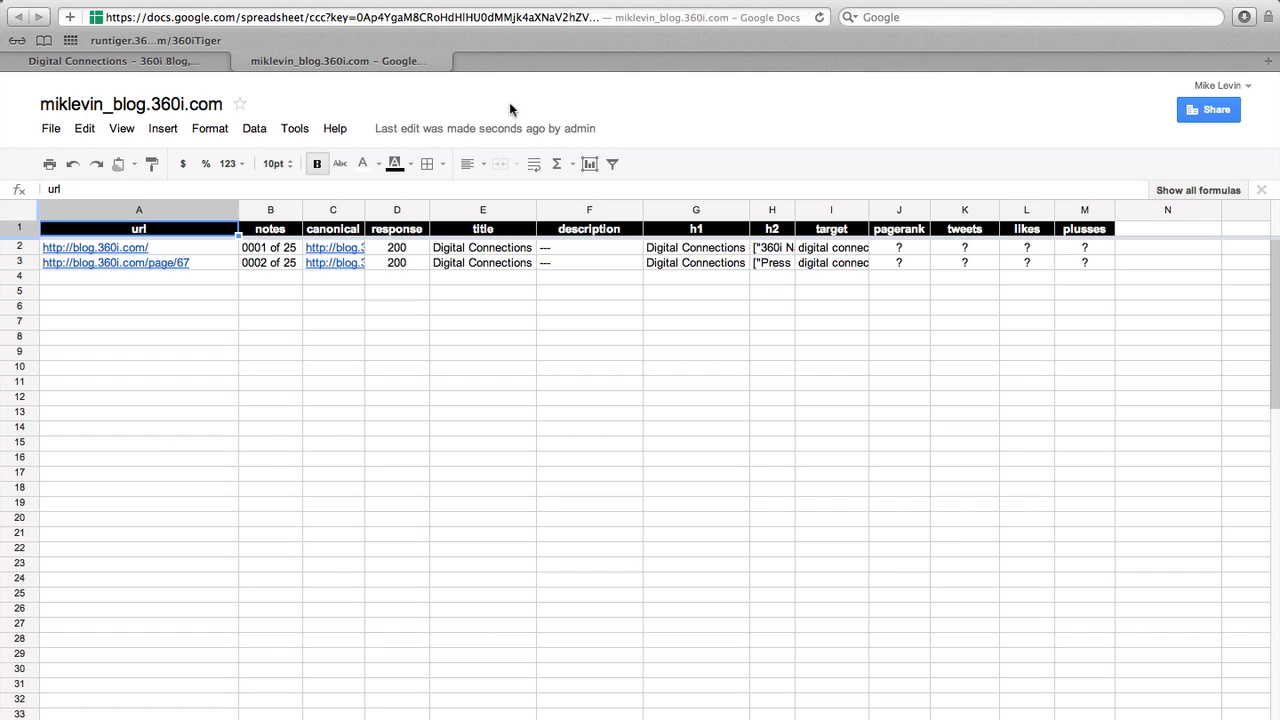 https://docs.google.com/spreadsheet/ccc?key=0Ap4YgaM8CRoHdHlHU0dMMjk4aXNaV2hZV... — miklevin_blog.360i.com — Google Docs
Google
runtiger.36...m/360iTiger
Digital Connections – 360i Blog,...
miklevin_blog.360i.com – Google...
Mike Levin
miklevin_blog.360i.com
Share
File Edit View Insert Format Data Tools Help Last edit was made seconds ago by admin
$ % 123 10pt B Abc A A Σ
fx url Show all formulas
A B C D E F G H I J K L M N
1 url notes canonical response title description h1 h2 target pagerank tweets likes plusses
2 http://blog.360i.com/ 0001 of 25 http://blog.3 200 Digital Connections --- Digital Connections ["360i N digital connec ? ? ? ?
3 http://blog.360i.com/page/67 0002 of 25 http://blog.3 200 Digital Connections --- Digital Connections ["Press digital connec ? ? ? ?
4
5
6
7
8
9
10
11
12
13
14
15
16
17
18
19
20
21
22
23
24
25
26
27
28
29
30
31
32
33